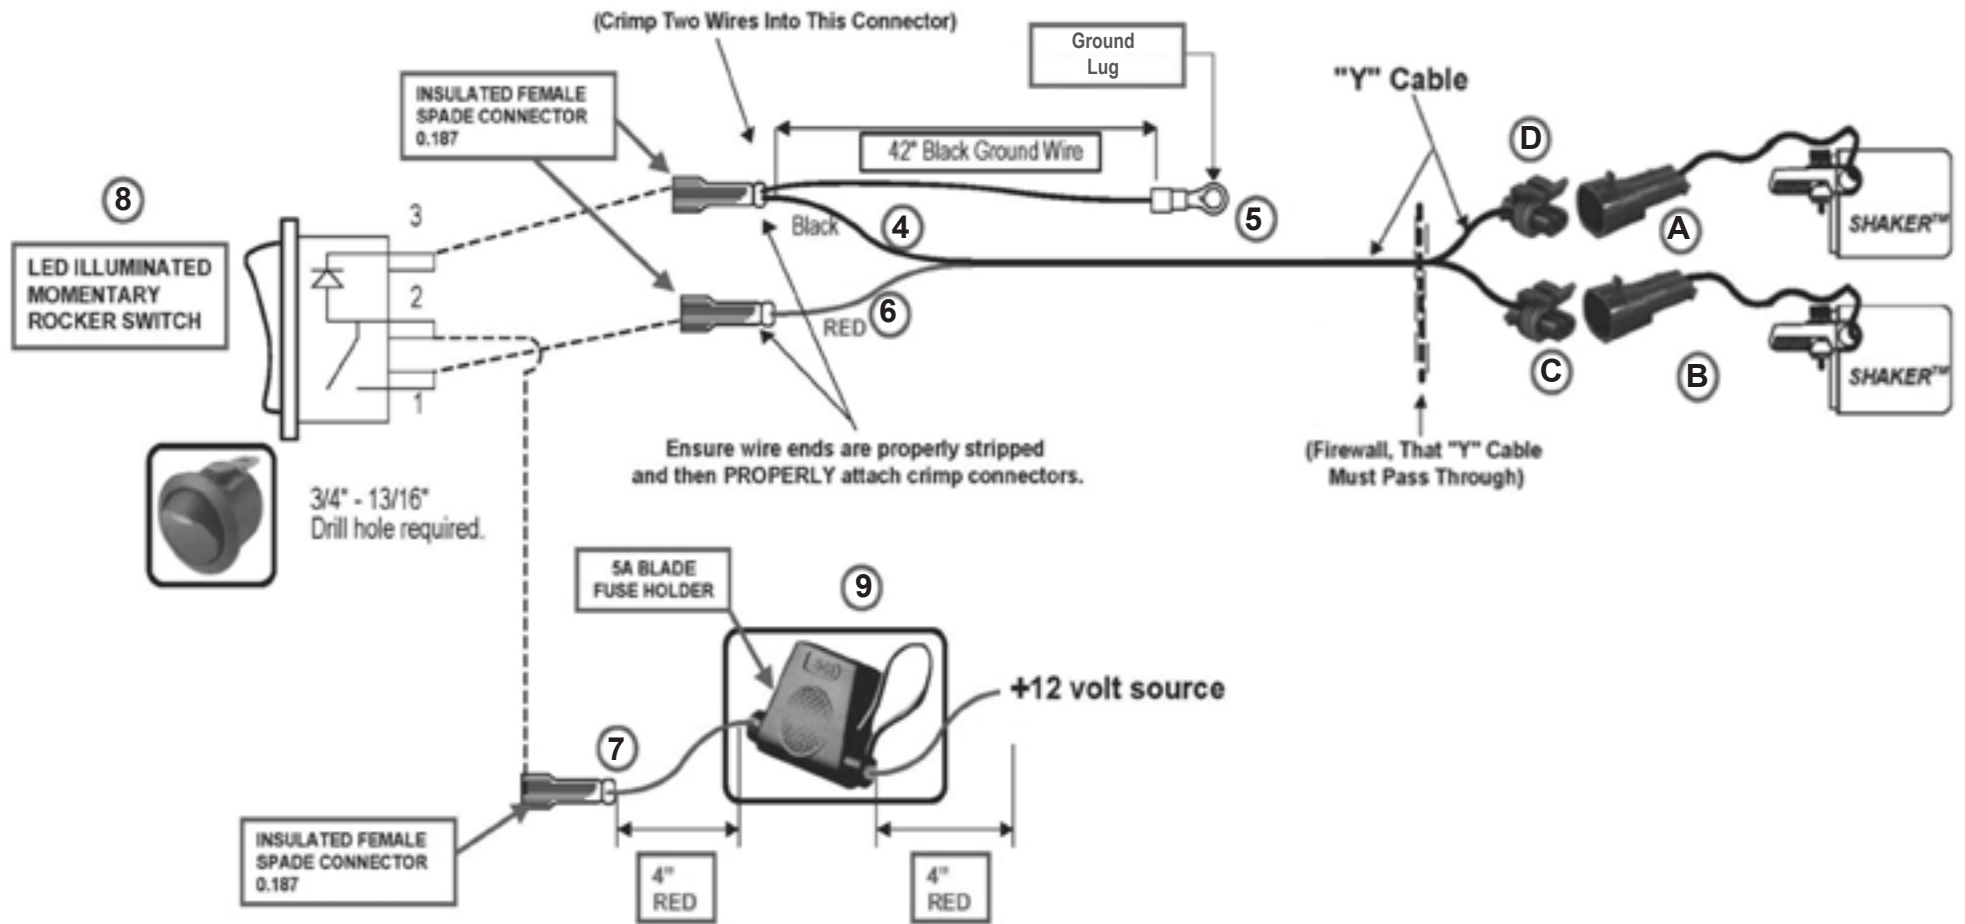 (Crimp Two Wires Into This Connector)
Ground
Lug
"Y" Cable
INSULATED FEMALE
SPADE CONNECTOR
0.187
42" Black Ground Wire
D
8
3
4
5
A
SHAKER™
Black
LED ILLUMINATED
MOMENTARY
ROCKER SWITCH
2
6
RED
C
B
SHAKER™
1
Ensure wire ends are properly stripped
and then PROPERLY attach crimp connectors.
(Firewall, That "Y" Cable
Must Pass Through)
3/4" - 13/16"
Drill hole required.
5A BLADE
FUSE HOLDER
9
+12 volt source
7
INSULATED FEMALE
SPADE CONNECTOR
0.187
4"
RED
4"
RED